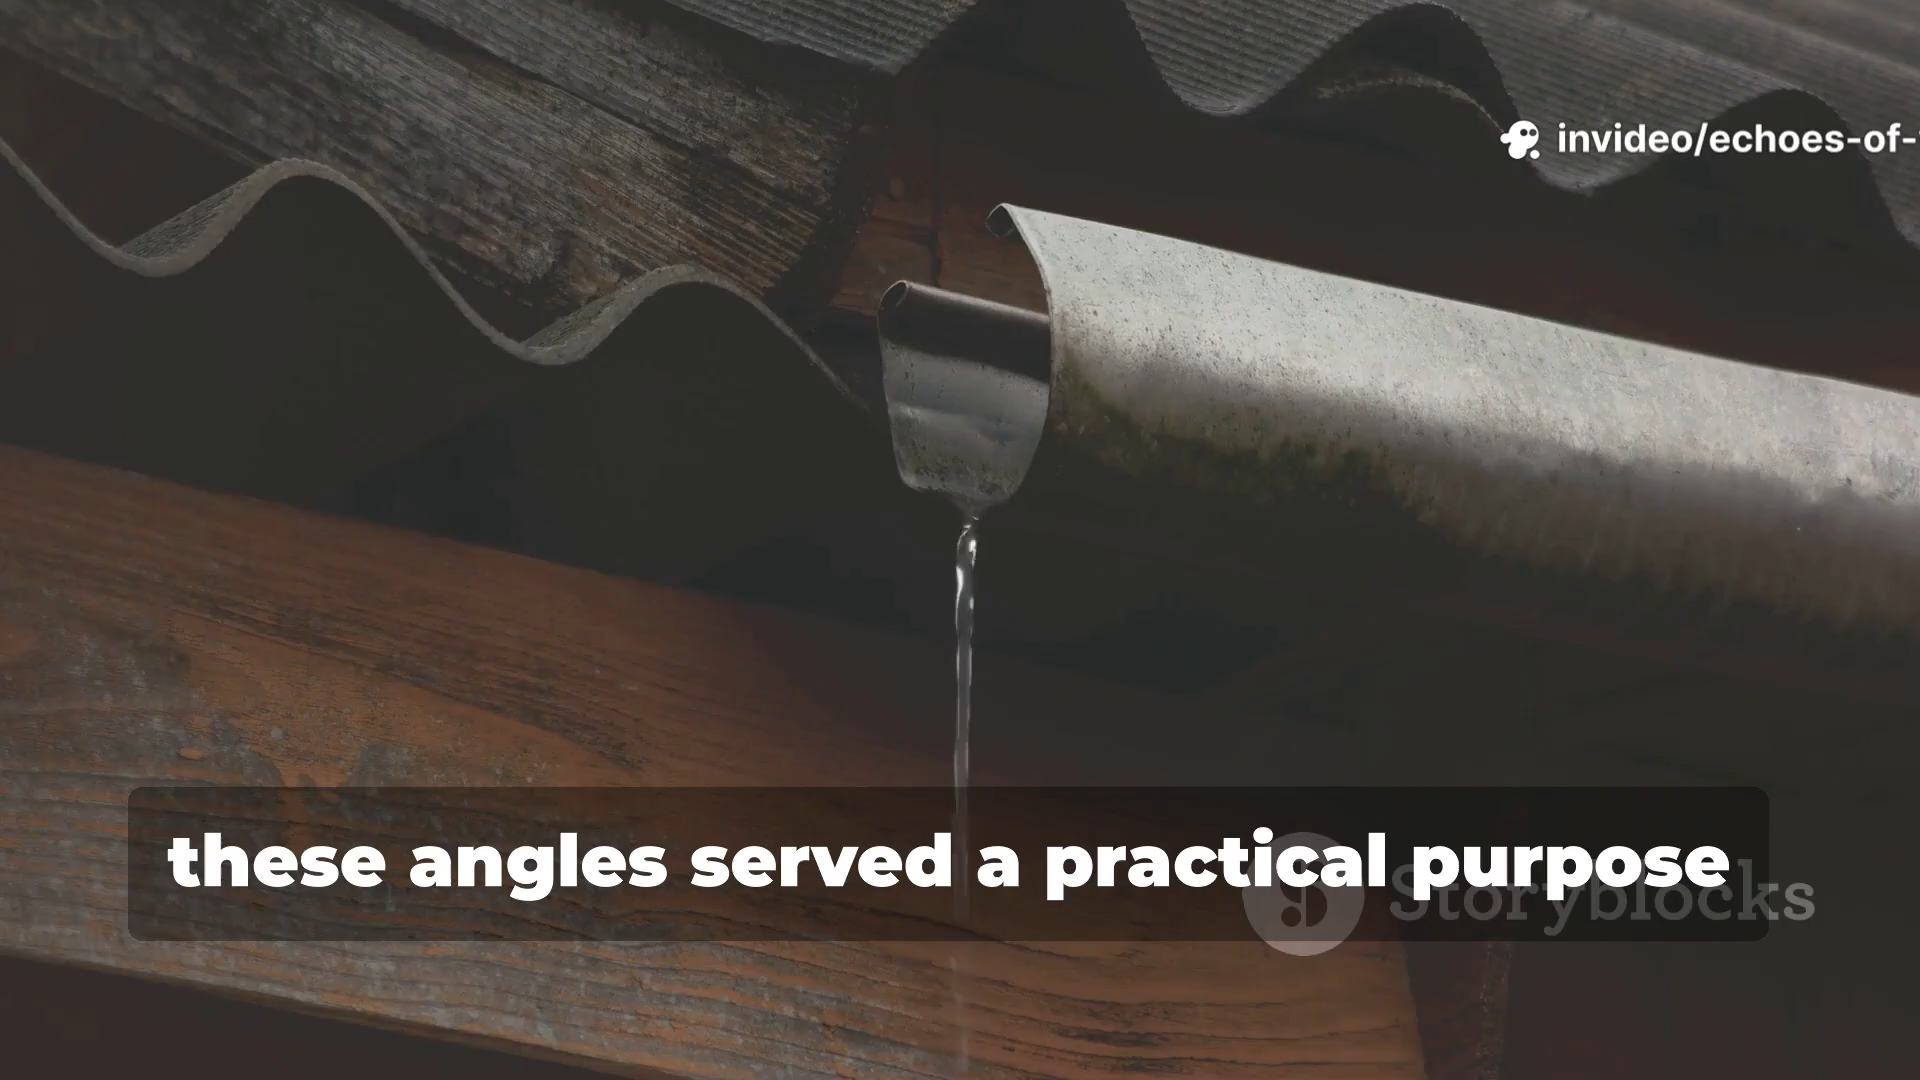 invideo/echoes-of-
these angles served a practical purpose
Storyblocks